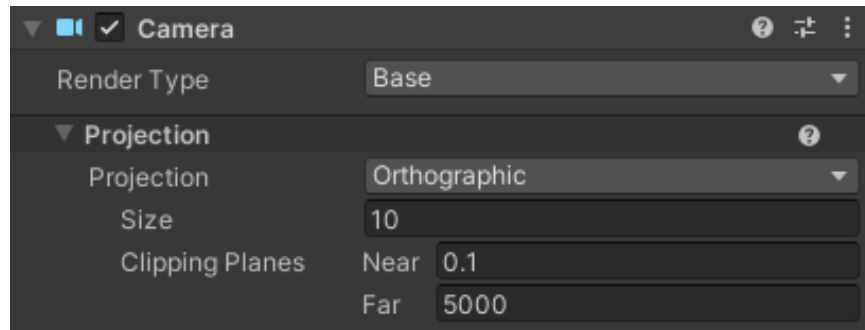 Camera
Render Type Base
Projection
Projection Orthographic
Size 10
Clipping Planes Near 0.1
Far 5000